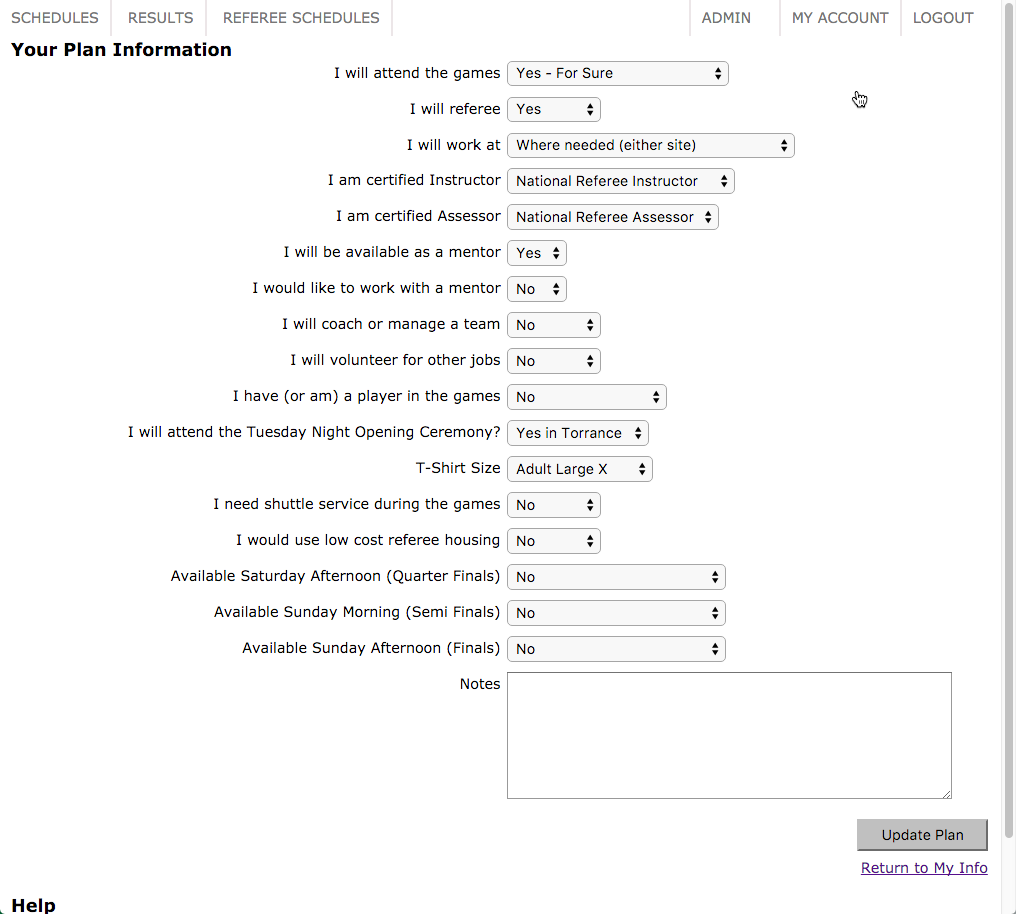 SCHEDULES RESULTS REFEREE SCHEDULES ADMIN MY ACCOUNT LOGOUT
Your Plan Information
I will attend the games Yes - For Sure
I will referee Yes
I will work at Where needed (either site)
I am certified Instructor National Referee Instructor
I am certified Assessor National Referee Assessor
I will be available as a mentor Yes
I would like to work with a mentor No
I will coach or manage a team No
I will volunteer for other jobs No
I have (or am) a player in the games No
I will attend the Tuesday Night Opening Ceremony? Yes in Torrance
T-Shirt Size Adult Large X
I need shuttle service during the games No
I would use low cost referee housing No
Available Saturday Afternoon (Quarter Finals) No
Available Sunday Morning (Semi Finals) No
Available Sunday Afternoon (Finals) No
Notes
Update Plan
Return to My Info
Help